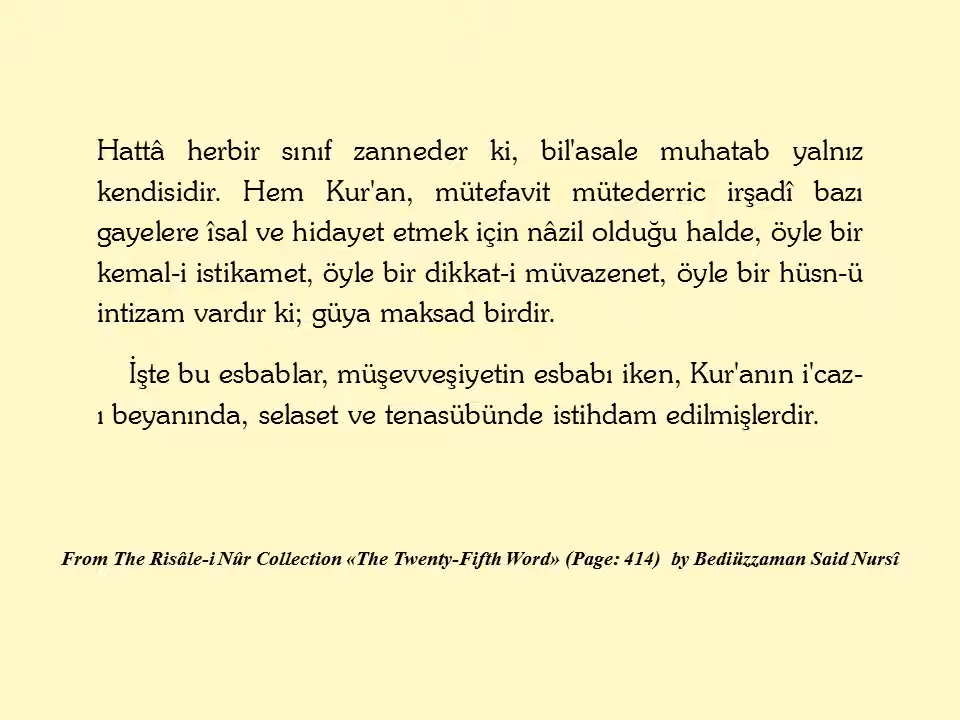 Hattâ herbir sınıf zanneder ki, bil'asale muhatab yalnız
kendisidir. Hem Kur'an, mütefavit mütederric irşadî bazı
gayelere îsal ve hidayet etmek için nâzil olduğu halde, öyle bir
kemal-i istikamet, öyle bir dikkat-i müvazenet, öyle bir hüsn-ü
intizam vardır ki; güya maksad birdir.
İşte bu esbablar, müşevveşiyetin esbabı iken, Kur'anın i'caz-
ı beyanında, selaset ve tenasübünde istihdam edilmişlerdir.
From The Risâle-i Nûr Collection «The Twenty-Fifth Word» (Page: 414) by Bediüzzaman Said Nursî